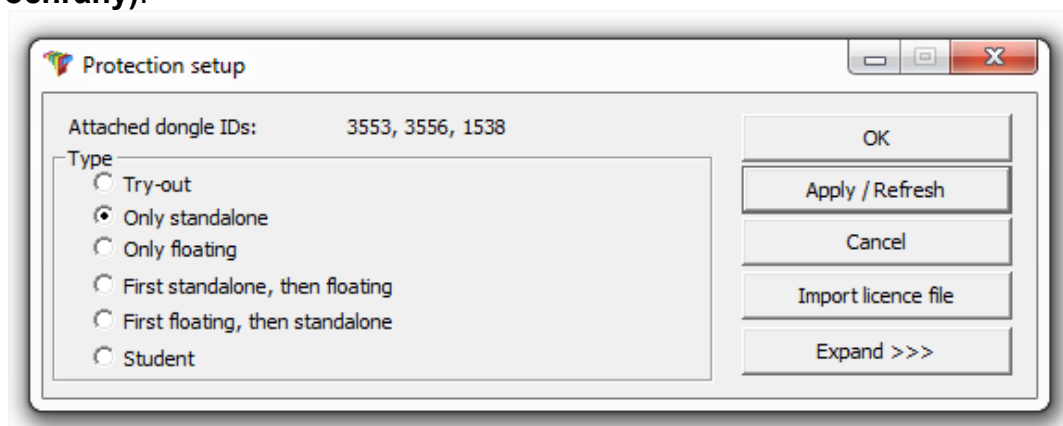 Protection setup
Attached dongle IDs: 3553, 3556, 1538
Type
Try-out
Only standalone
Only floating
First standalone, then floating
First floating, then standalone
Student
OK
Apply / Refresh
Cancel
Import licence file
Expand >>>